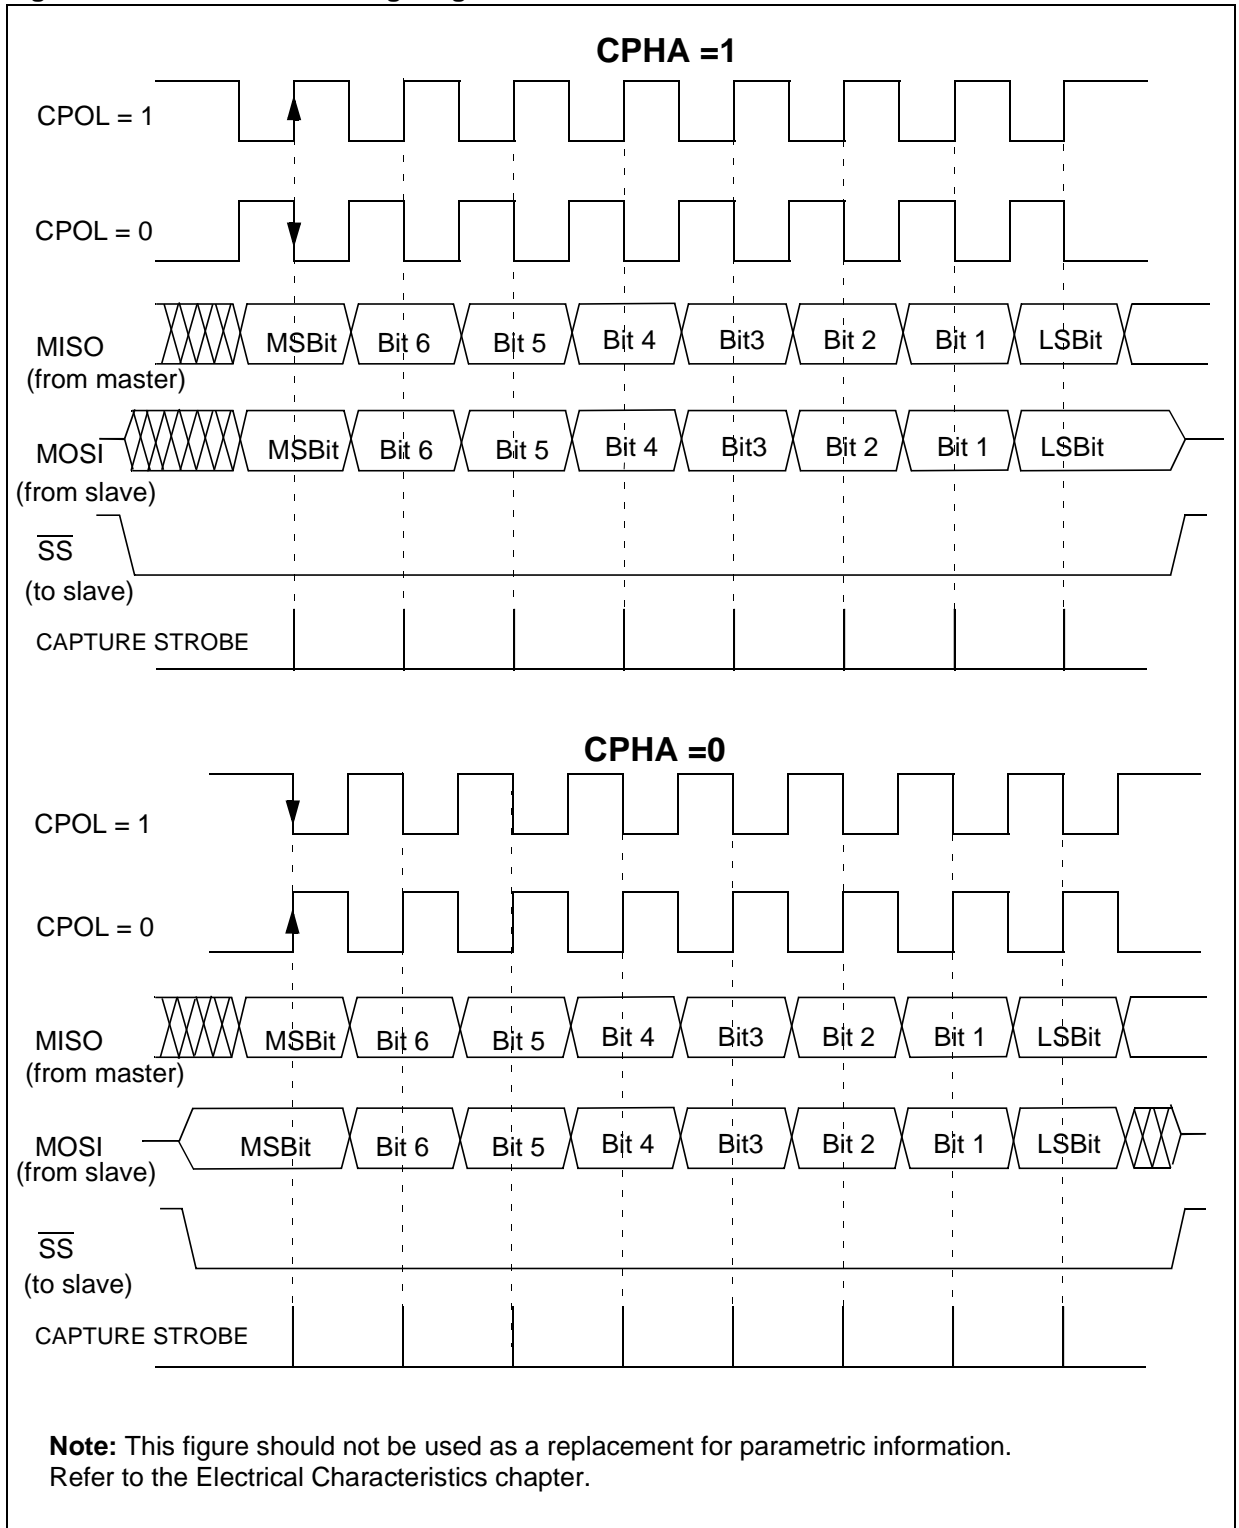 CPHA =1
CPOL = 1
CPOL = 0
MSBit Bit 6 Bit 5 Bit 4 Bit3 Bit 2 Bit 1 LSBit
MISO
(from master)
MSBit Bit 6 Bit 5 Bit 4 Bit3 Bit 2 Bit 1 LSBit
MOSI
(from slave)
SS
(to slave)
CAPTURE STROBE
CPHA =0
CPOL = 1
CPOL = 0
MSBit Bit 6 Bit 5 Bit 4 Bit3 Bit 2 Bit 1 LSBit
MISO
(from master)
MSBit Bit 6 Bit 5 Bit 4 Bit3 Bit 2 Bit 1 LSBit
MOSI
(from slave)
SS
(to slave)
CAPTURE STROBE
Note: This figure should not be used as a replacement for parametric information.
Refer to the Electrical Characteristics chapter.